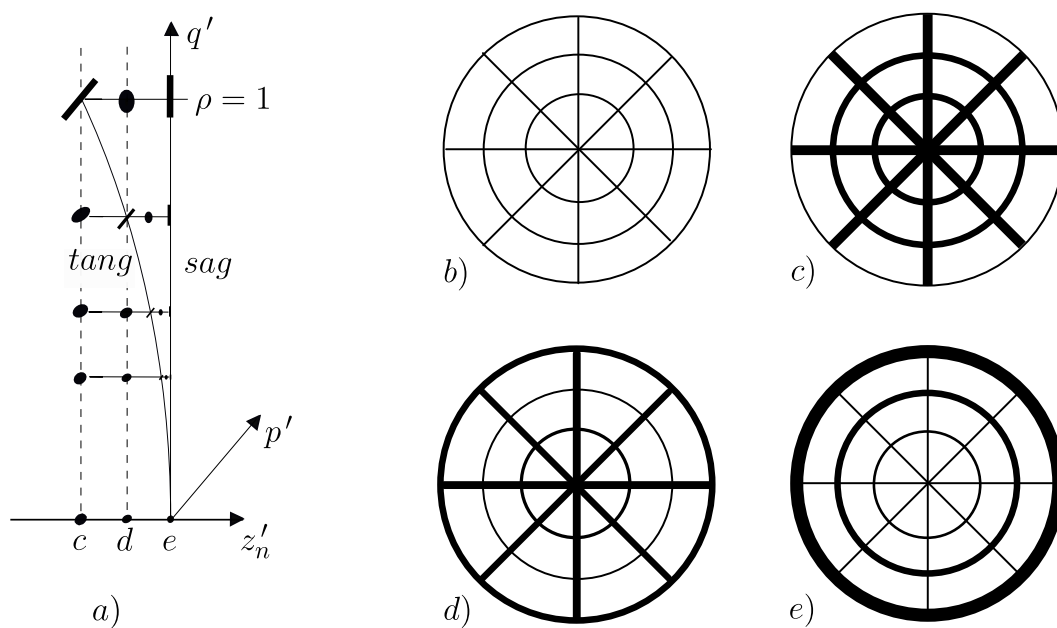 q′
ρ = 1
tang sag
p′
c d e z′ₙ
a)
b)
c)
d)
e)